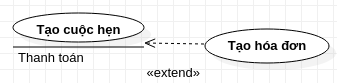 Tạo cuộc hẹn
Tạo hóa đơn
Thanh toán
«extend»